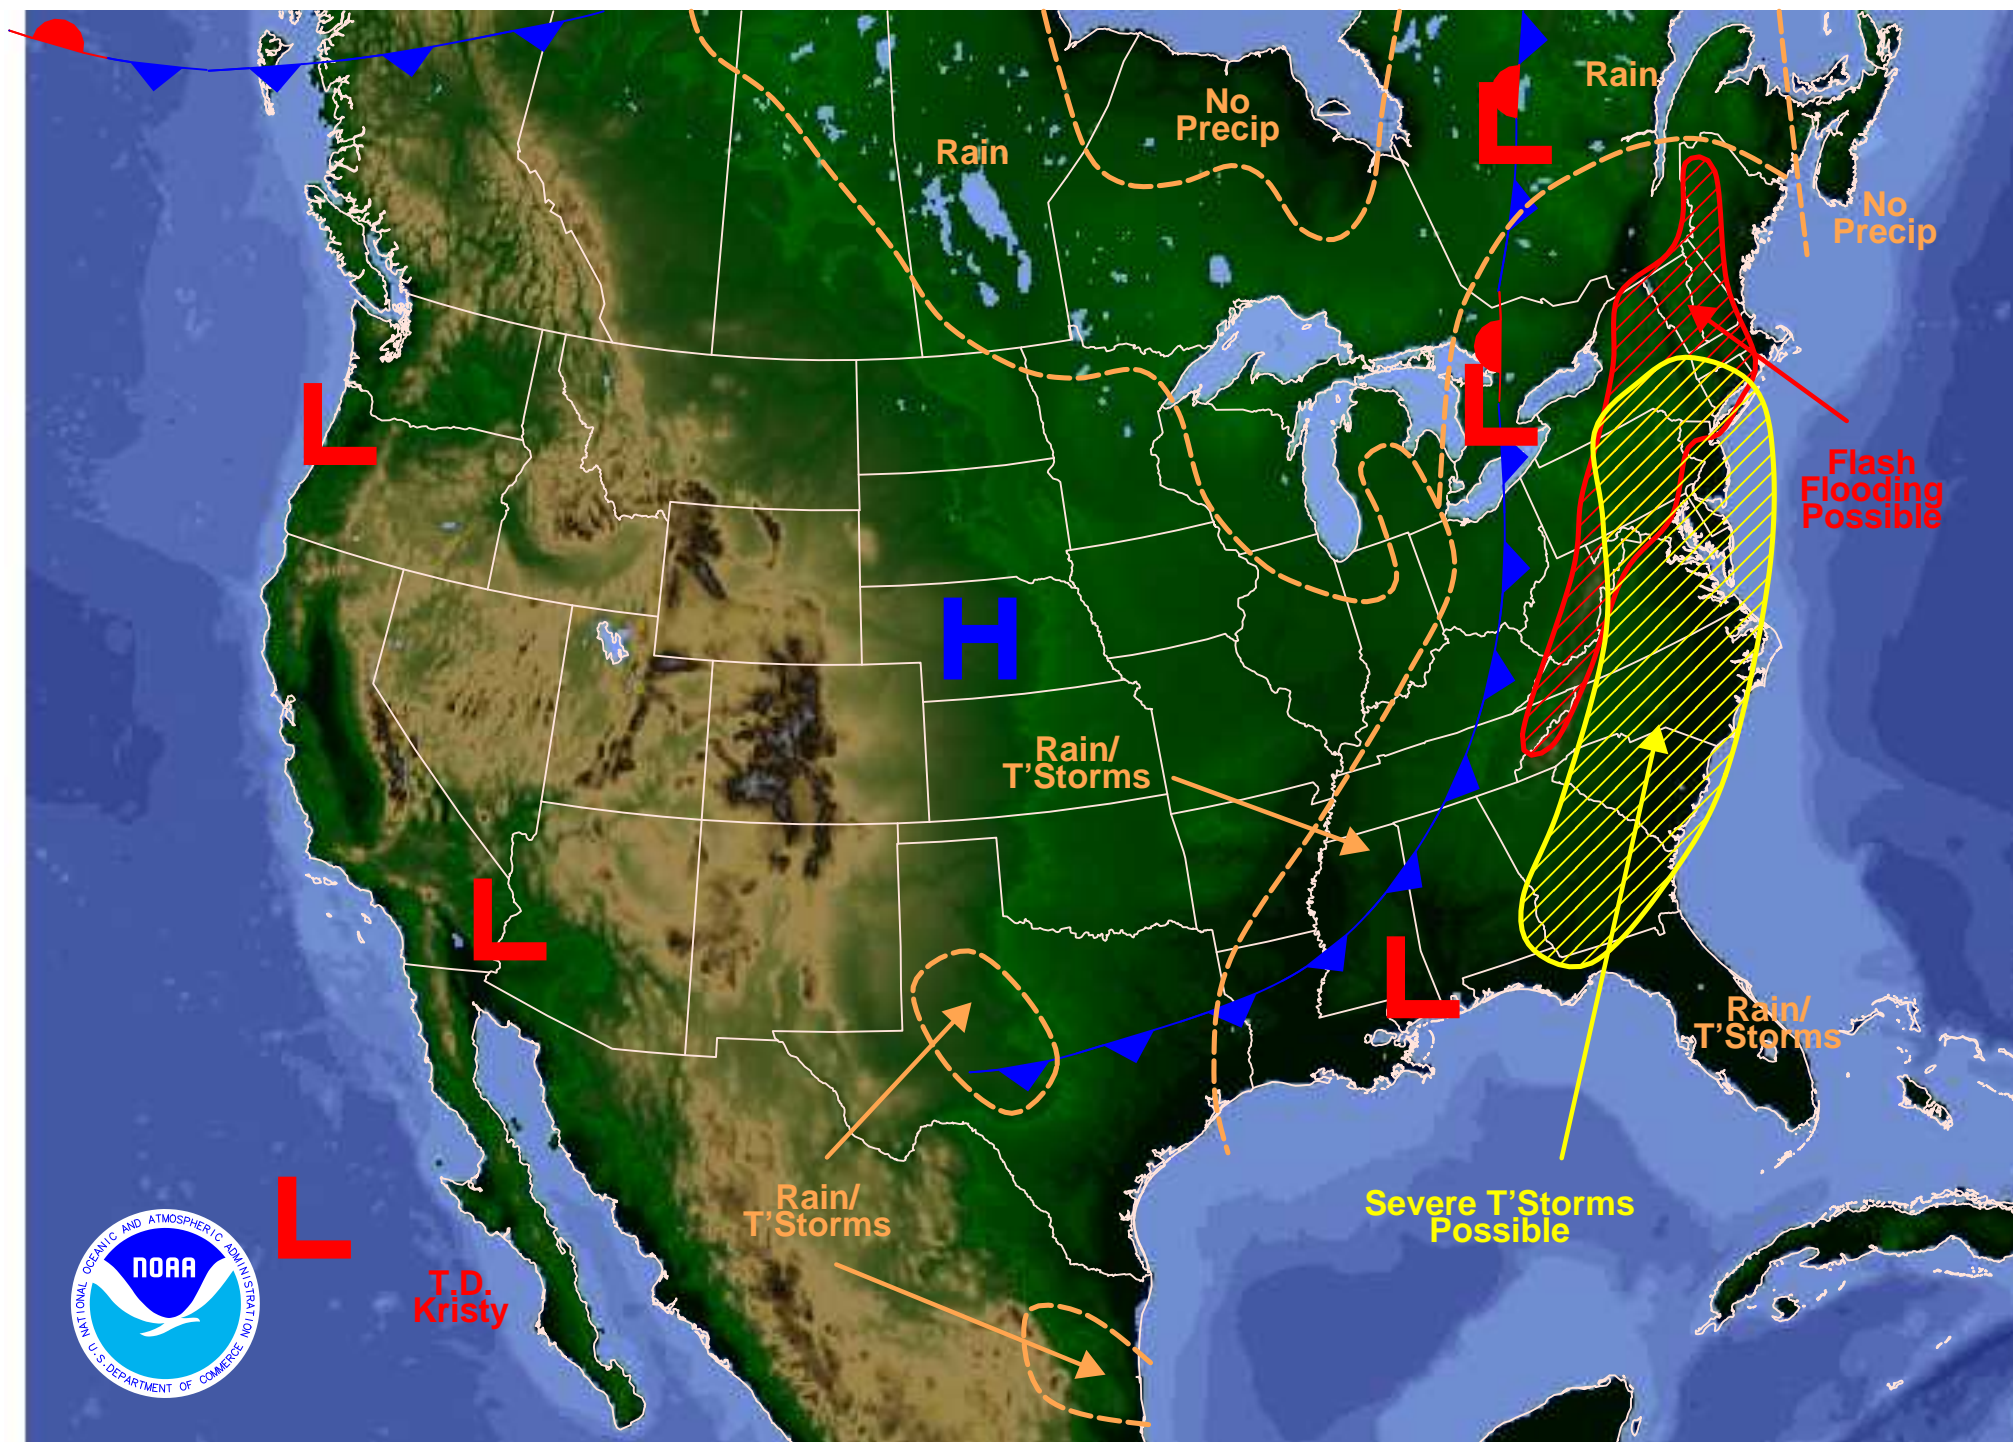 Rain
No
Precip
Rain
No
Precip
L
L
L
Flash
Flooding
Possible
H
Rain/
T'Storms
L
L
Rain/
T'Storms
Rain/
T'Storms
Severe T'Storms
Possible
L
T.D.
Kristy
NATIONAL OCEANIC AND ATMOSPHERIC ADMINISTRATION
NOAA
U.S. DEPARTMENT OF COMMERCE